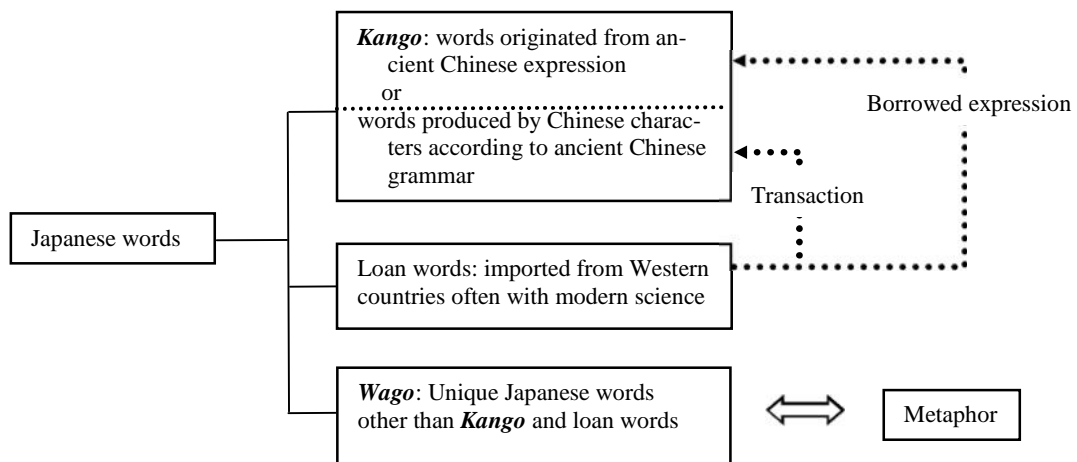 Kango: words originated from an-
cient Chinese expression
or
words produced by Chinese charac-
ters according to ancient Chinese
grammar
Borrowed expression
Transaction
Japanese words
Loan words: imported from Western
countries often with modern science
Wago: Unique Japanese words
other than Kango and loan words
Metaphor